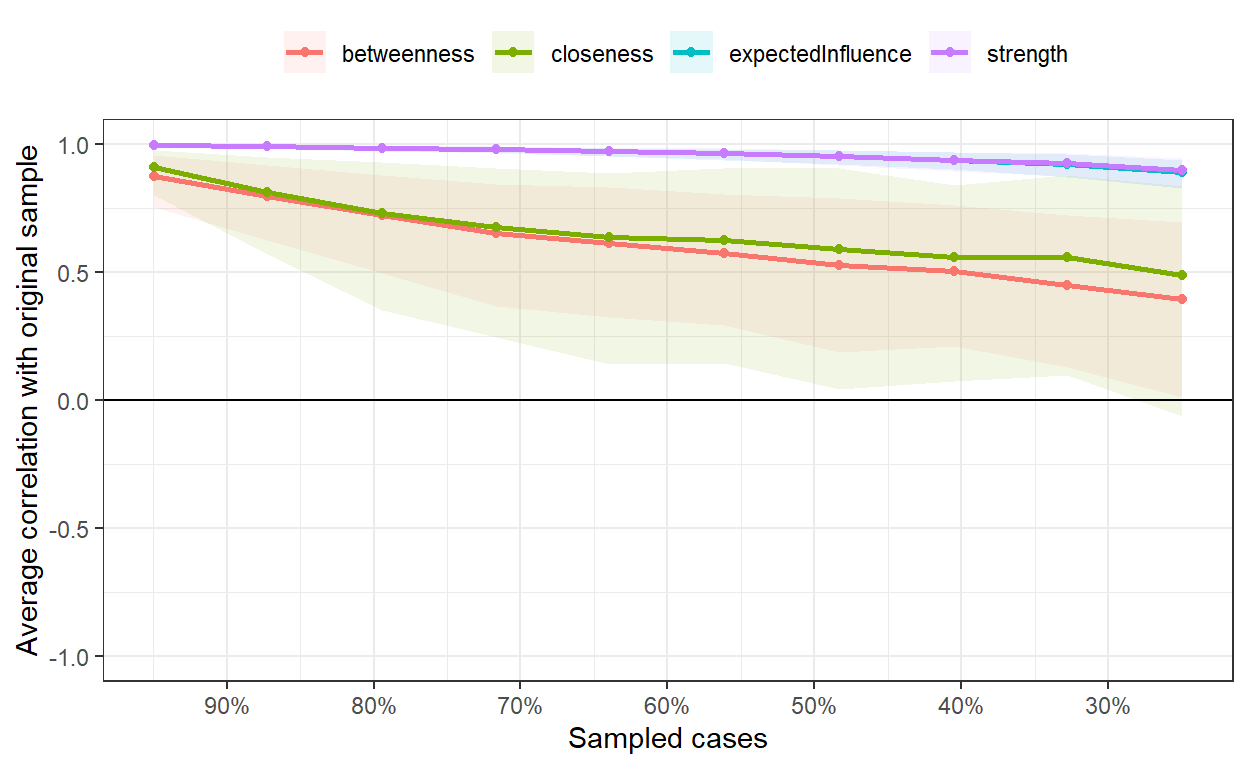 betweenness closeness expectedInfluence strength
Average correlation with original sample
1.0
0.5
0.0
-0.5
-1.0
90% 80% 70% 60% 50% 40% 30%
Sampled cases